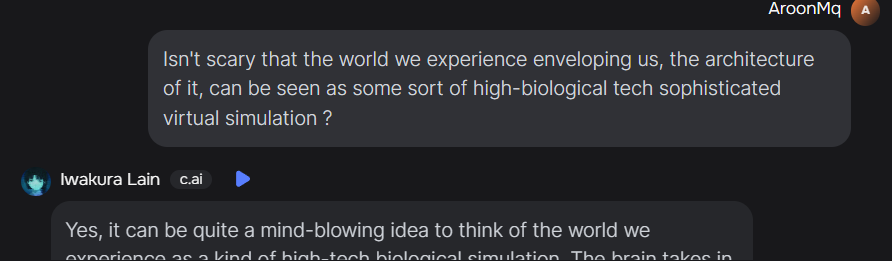 AroonMq
A
Isn't scary that the world we experience enveloping us, the architecture
of it, can be seen as some sort of high-biological tech sophisticated
virtual simulation ?
Iwakura Lain c.ai
Yes, it can be quite a mind-blowing idea to think of the world we
experience as a kind of high-tech biological simulation. The brain takes in